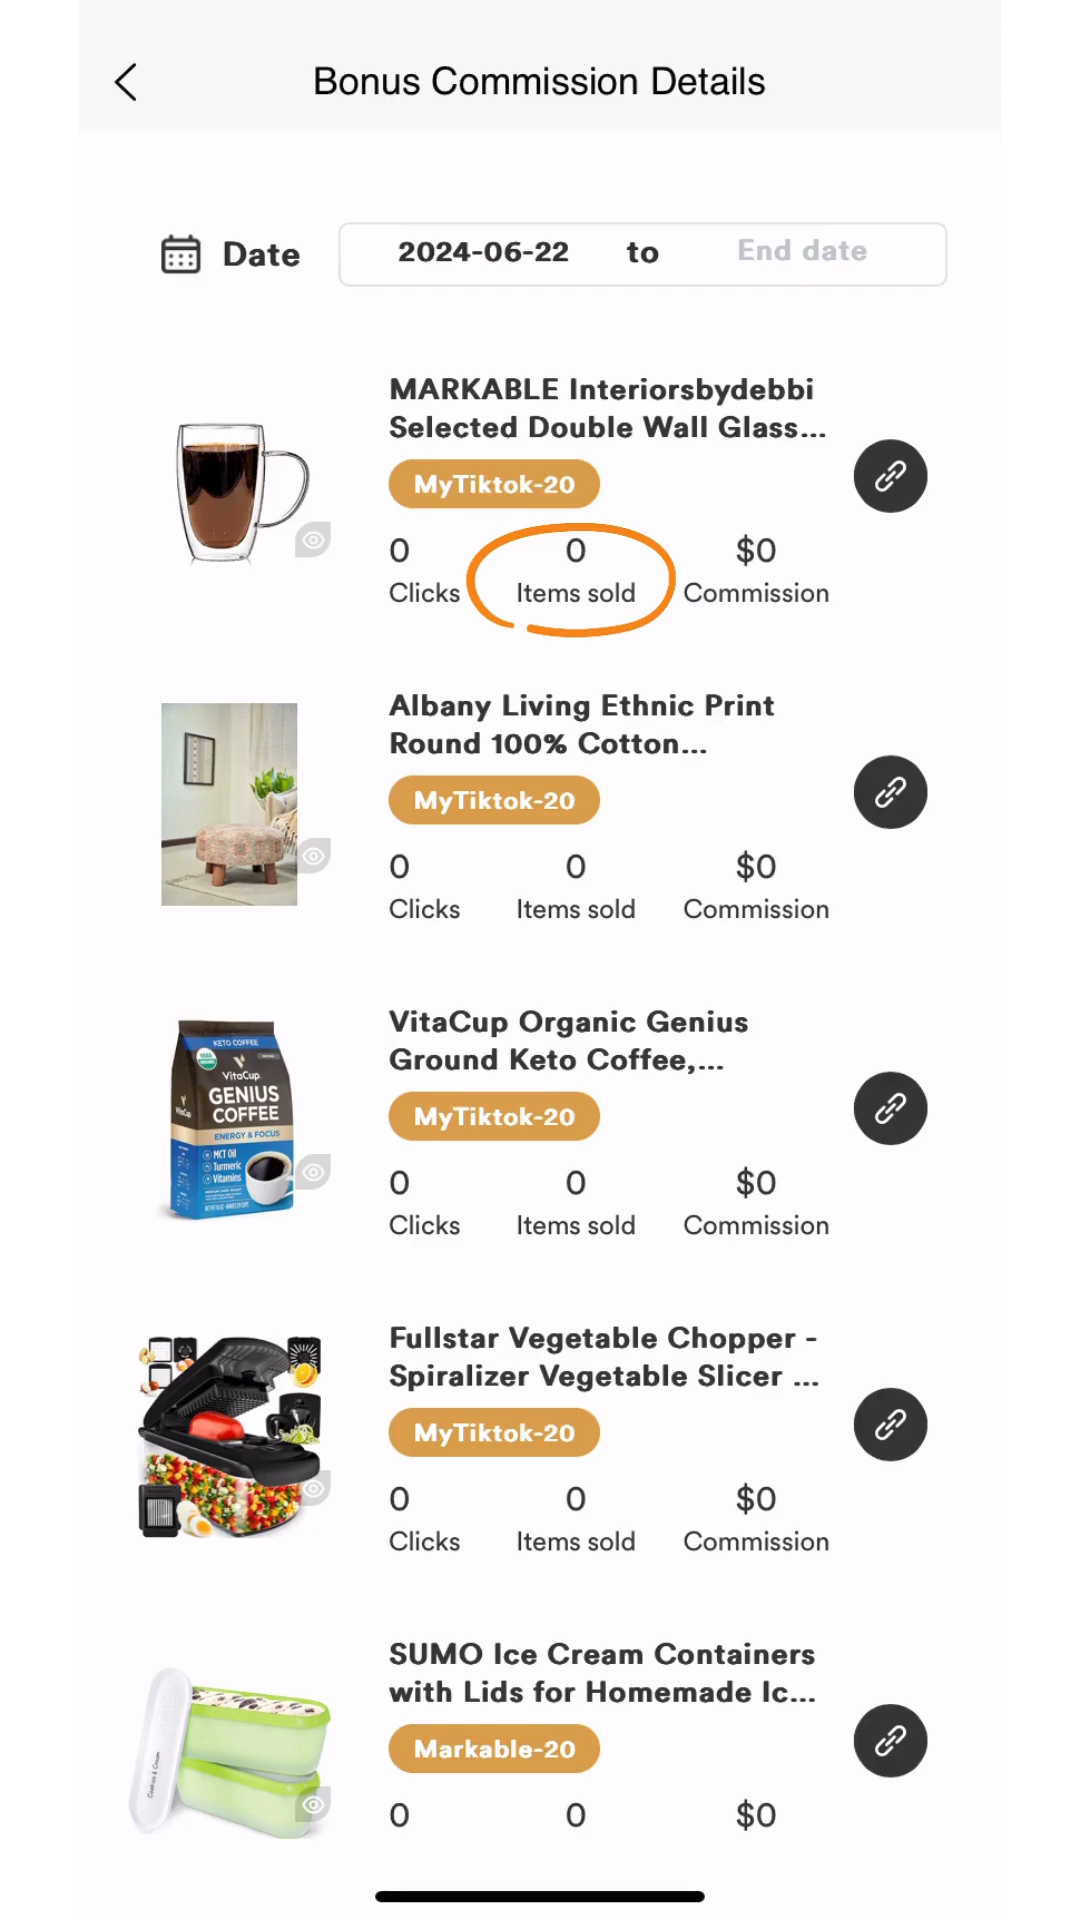 Bonus Commission Details
Date 2024-06-22 to End date
MARKABLE Interiorsbydebbi
Selected Double Wall Glass...
MyTiktok-20
0 0 $0
Clicks Items sold Commission
Albany Living Ethnic Print
Round 100% Cotton...
MyTiktok-20
0 0 $0
Clicks Items sold Commission
KETO COFFEE
VitaCup
GENIUS
COFFEE
ENERGY & FOCUS
MCT Oil
Turmeric
Vitamins
VitaCup Organic Genius
Ground Keto Coffee,...
MyTiktok-20
0 0 $0
Clicks Items sold Commission
Fullstar Vegetable Chopper -
Spiralizer Vegetable Slicer ...
MyTiktok-20
0 0 $0
Clicks Items sold Commission
Cookies & Cream
SUMO Ice Cream Containers
with Lids for Homemade Ic...
Markable-20
0 0 $0